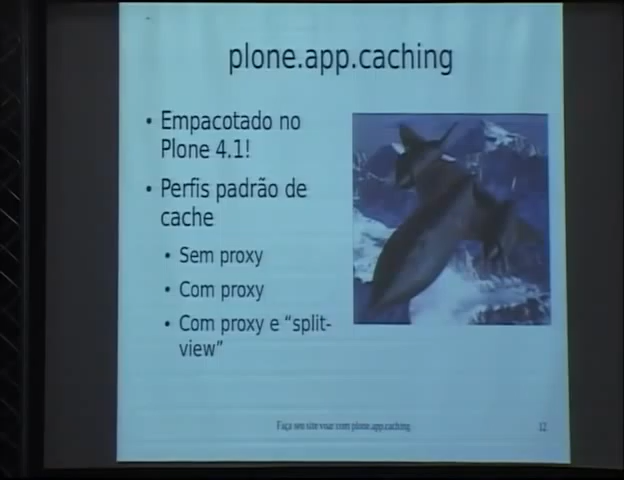 plone.app.caching
• Empacotado no
Plone 4.1!
• Perfis padrão de
cache
• Sem proxy
• Com proxy
• Com proxy e “split-
view”
Faça seu site voar com plone.app.caching
12